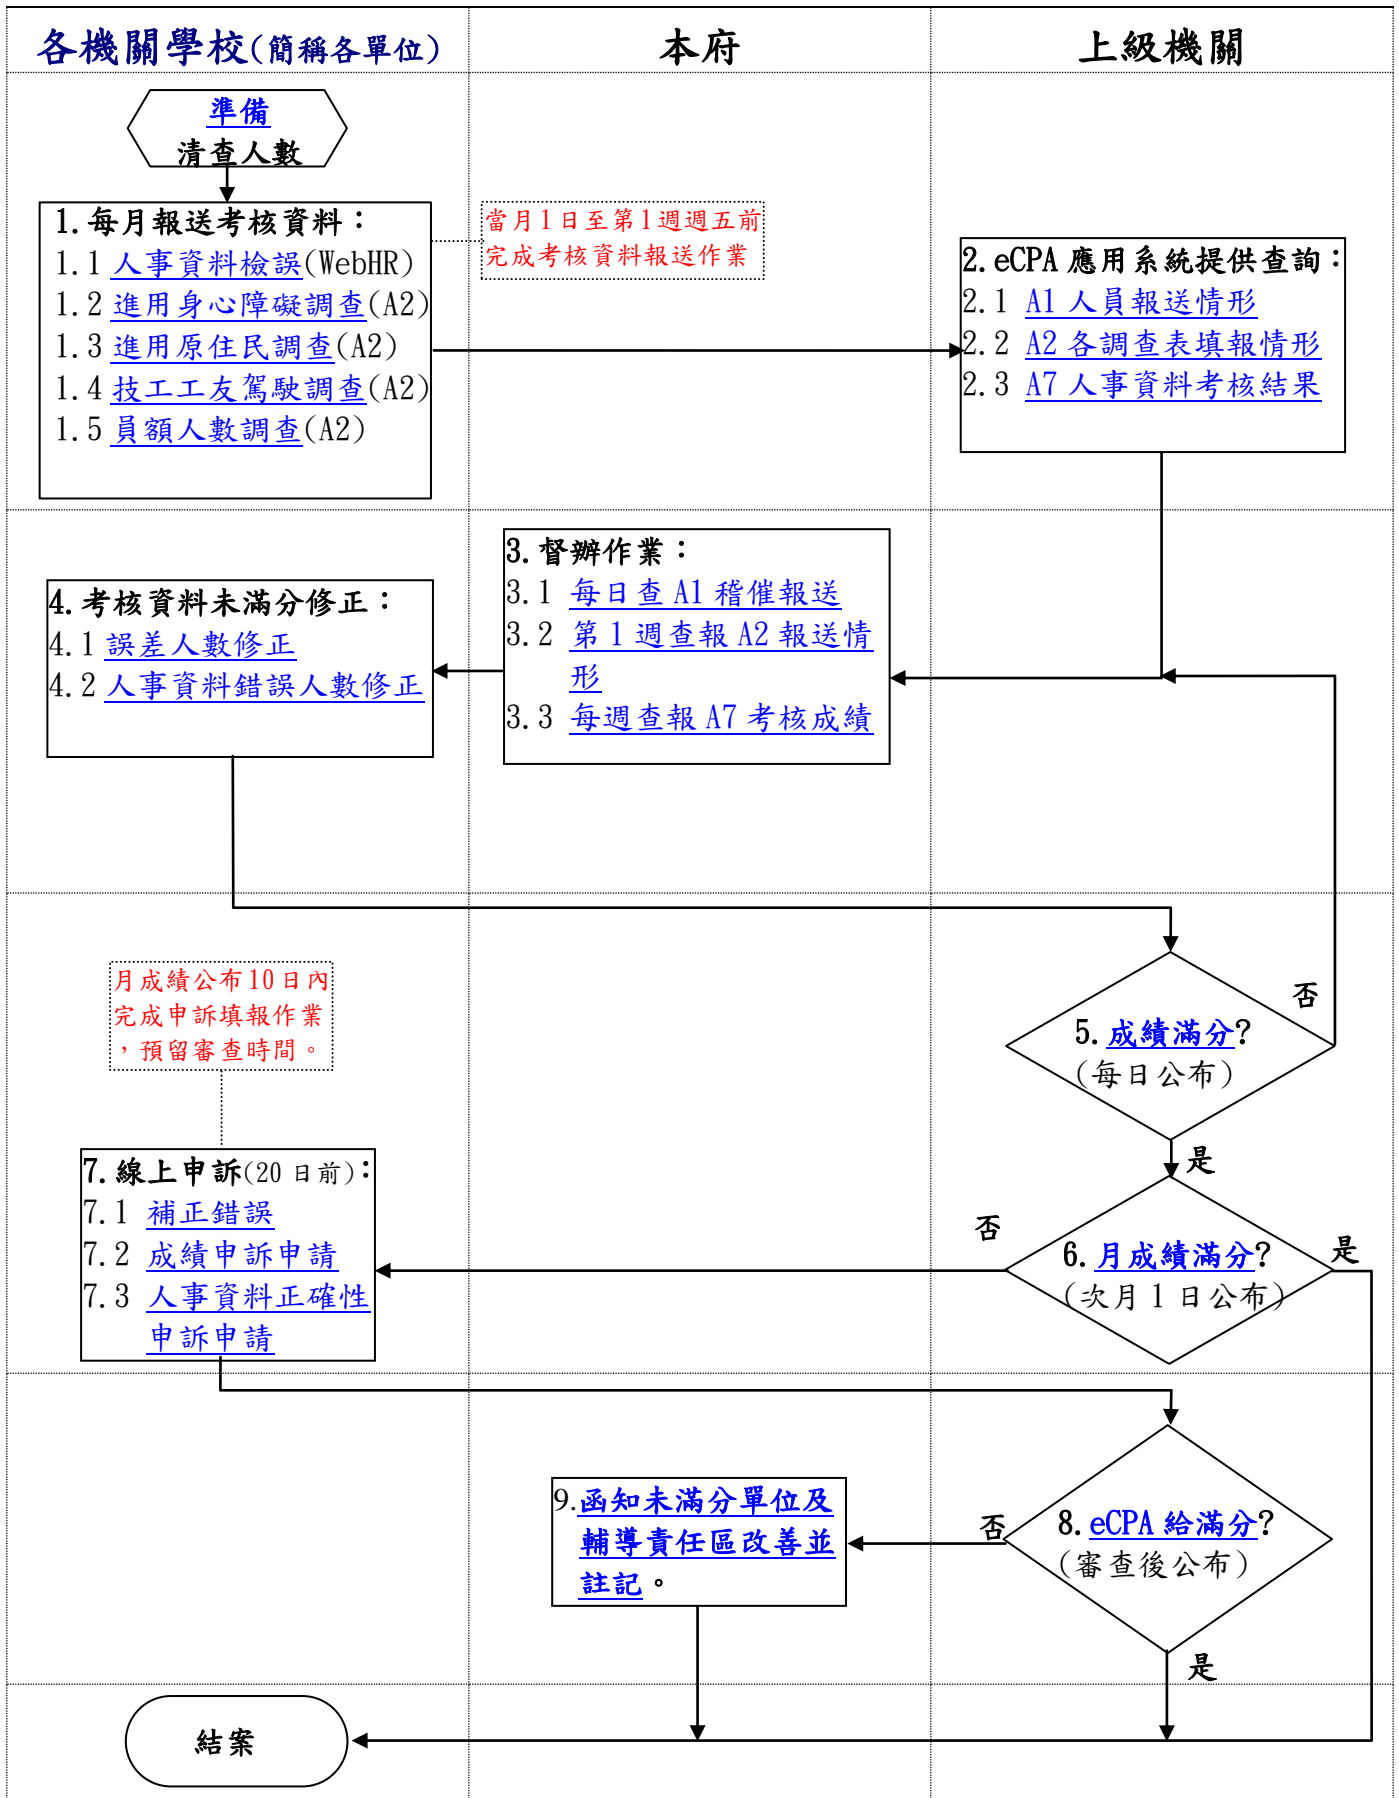 各機關學校(簡稱各單位)
本府
上級機關
準備
清查人數
1.每月報送考核資料：
1.1 人事資料檢誤(WebHR)
1.2 進用身心障礙調查(A2)
1.3 進用原住民調查(A2)
1.4 技工工友駕駛調查(A2)
1.5 員額人數調查(A2)
當月1日至第1週週五前
完成考核資料報送作業
2.eCPA 應用系統提供查詢：
2.1 A1 人員報送情形
2.2 A2 各調查表填報情形
2.3 A7 人事資料考核結果
3.督辦作業：
3.1 每日查 A1 稽催報送
3.2 第 1 週查報 A2 報送情
形
3.3 每週查報 A7 考核成績
4.考核資料未滿分修正：
4.1 誤差人數修正
4.2 人事資料錯誤人數修正
月成績公布10日內
完成申訴填報作業
，預留審查時間。
否
5.成績滿分?
(每日公布)
是
7.線上申訴(20 日前)：
7.1 補正錯誤
7.2 成績申訴申請
7.3 人事資料正確性
申訴申請
否
6.月成績滿分?
(次月 1 日公布)
是
9.函知未滿分單位及
輔導責任區改善並
註記。
否
8.eCPA 給滿分?
(審查後公布)
是
結案